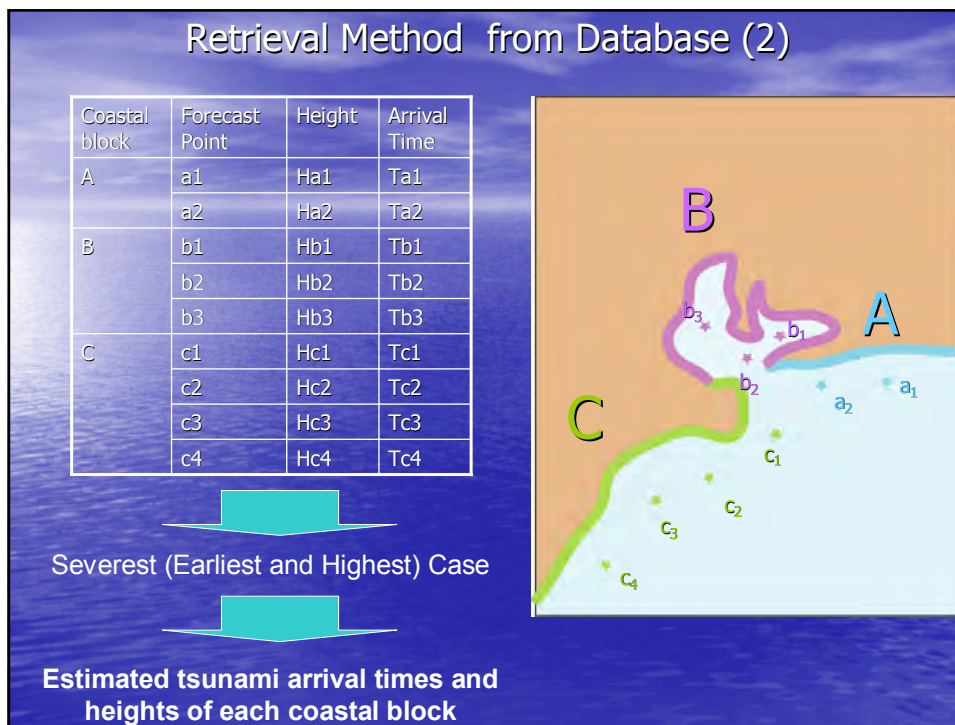 Retrieval Method from Database (2)
Coastal block Forecast Point Height Arrival Time
A a1 Ha1 Ta1
a2 Ha2 Ta2
B b1 Hb1 Tb1
b2 Hb2 Tb2
b3 Hb3 Tb3
C c1 Hc1 Tc1
c2 Hc2 Tc2
c3 Hc3 Tc3
c4 Hc4 Tc4
Severest (Earliest and Highest) Case
Estimated tsunami arrival times and
heights of each coastal block
B
A
b3
b1
b2
a2
a1
C
c1
c2
c3
c4